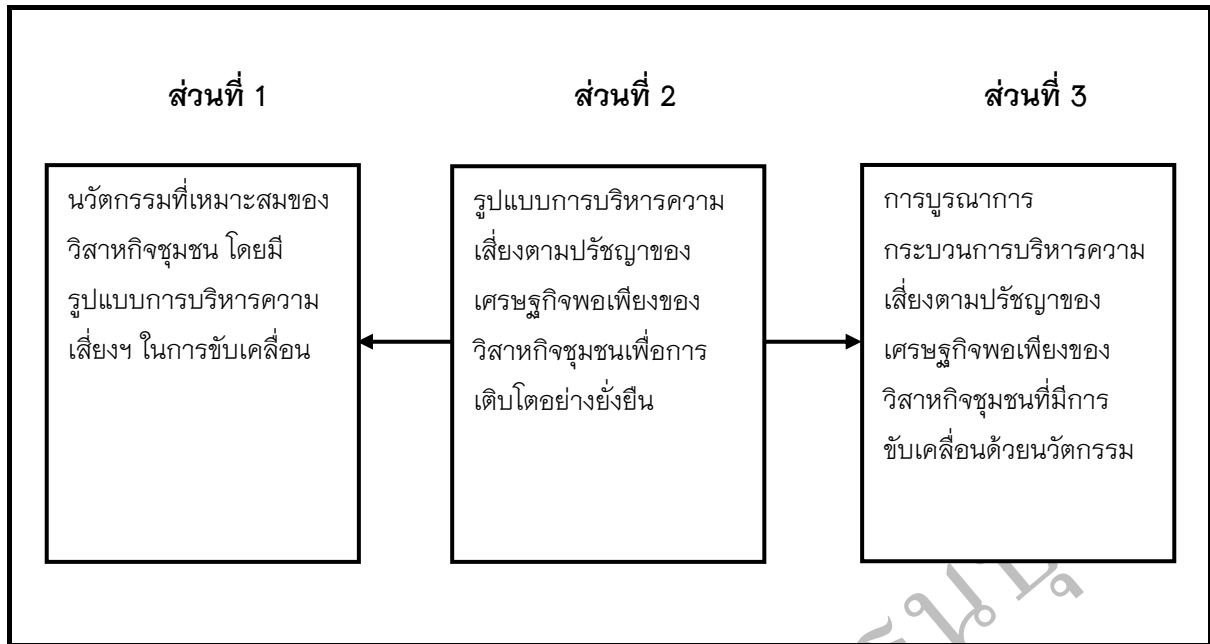 ส่วนที่ 1
ส่วนที่ 2
ส่วนที่ 3
นวัตกรรมที่เหมาะสมของ
วิสาหกิจชุมชน โดยมี
รูปแบบการบริหารความ
เสี่ยงฯ ในการขับเคลื่อน
รูปแบบการบริหารความ
เสี่ยงตามปรัชญาของ
เศรษฐกิจพอเพียงของ
วิสาหกิจชุมชนเพื่อการ
เติบโตอย่างยั่งยืน
การบูรณาการ
กระบวนการบริหารความ
เสี่ยงตามปรัชญาของ
เศรษฐกิจพอเพียงของ
วิสาหกิจชุมชนที่มีการ
ขับเคลื่อนด้วยนวัตกรรม